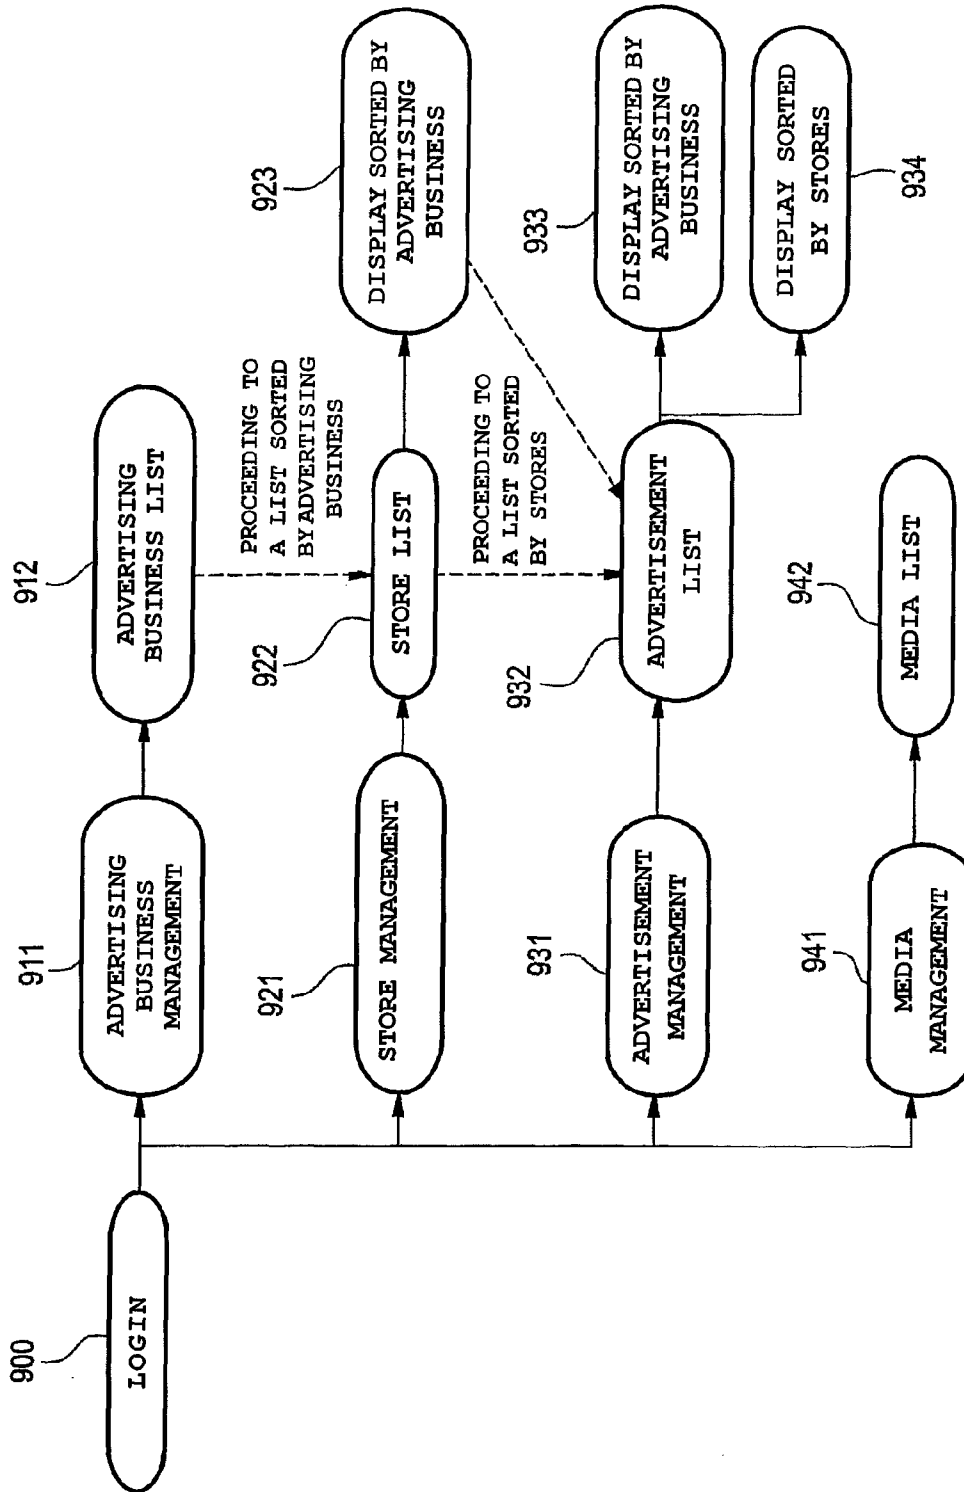 900
LOGIN
911
ADVERTISING
BUSINESS
MANAGEMENT
912
ADVERTISING
BUSINESS LIST
PROCEEDING TO
A LIST SORTED
BY ADVERTISING
BUSINESS
921
STORE MANAGEMENT
922
STORE LIST
923
DISPLAY SORTED BY
ADVERTISING
BUSINESS
PROCEEDING TO
A LIST SORTED
BY STORES
931
ADVERTISEMENT
MANAGEMENT
932
ADVERTISEMENT
LIST
933
DISPLAY SORTED BY
ADVERTISING
BUSINESS
DISPLAY SORTED
BY STORES
934
941
MEDIA
MANAGEMENT
942
MEDIA LIST